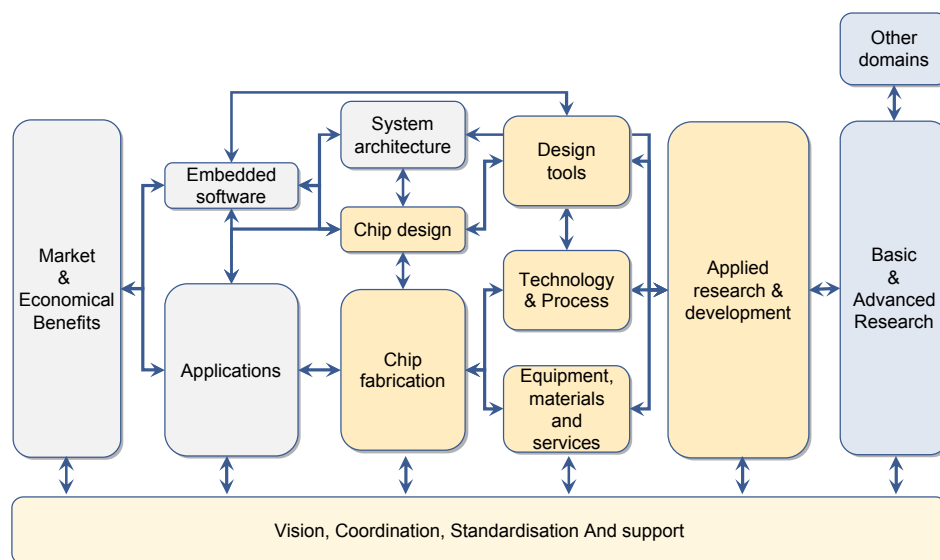 Other
domains
System
architecture
Design
tools
Embedded
software
Chip design
Market
&
Economical
Benefits
Technology
& Process
Applied
research &
development
Basic
&
Advanced
Research
Applications
Chip
fabrication
Equipment,
materials
and
services
Vision, Coordination, Standardisation And support